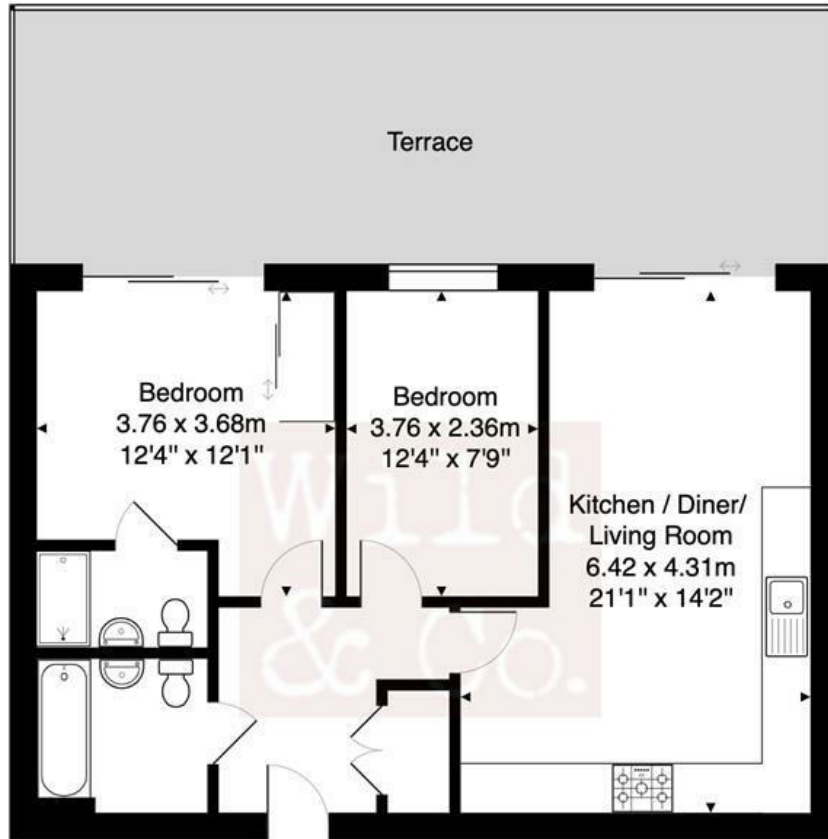 Terrace
Bedroom
3.76 x 3.68m
12'4" x 12'1"
Bedroom
3.76 x 2.36m
12'4" x 7'9"
Kitchen / Diner/
Living Room
6.42 x 4.31m
21'1" x 14'2"
Wild
& Co.